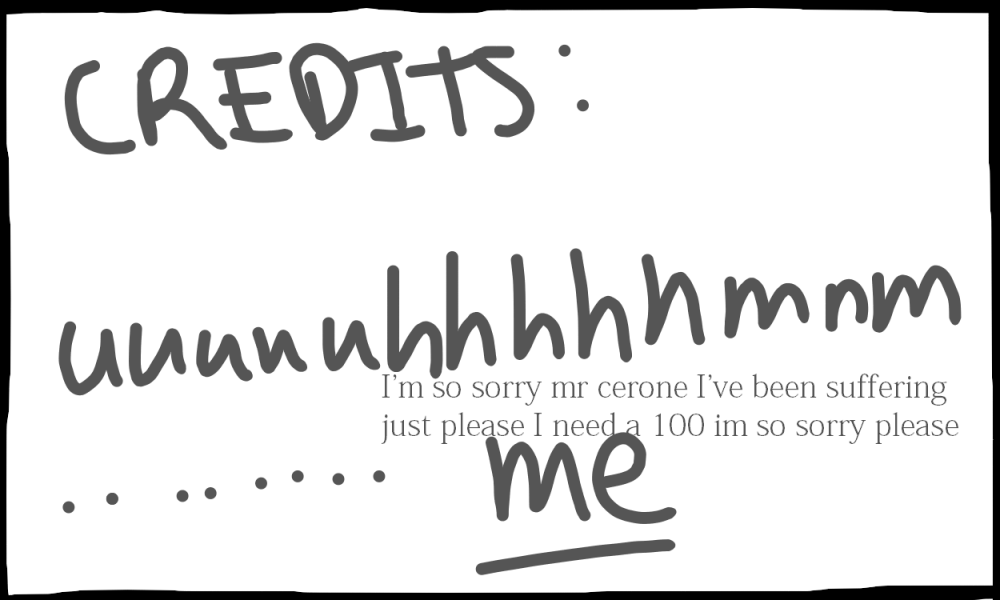 CREDITS:
uuuuuhhhhhmnm
I'm so sorry mr cerone I've been suffering
just please I need a 100 im so sorry please
........ me